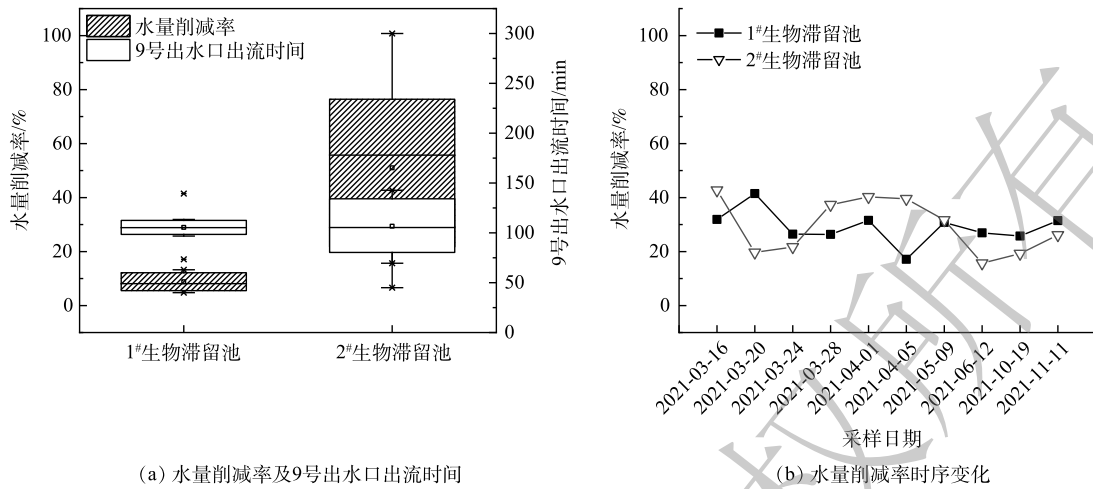 水量削减率
9号出水口出流时间
100
80
60
40
20
0
水量削减率/%
300
250
200
150
100
50
0
9号出水口出流时间/min
1#生物滞留池
2#生物滞留池
(a) 水量削减率及9号出水口出流时间
1#生物滞留池
2#生物滞留池
100
80
60
40
20
0
水量削减率/%
2021-03-16
2021-03-20
2021-03-24
2021-03-28
2021-04-01
2021-04-05
2021-05-09
2021-06-12
2021-10-19
2021-11-11
采样日期
(b) 水量削减率时序变化
权所有